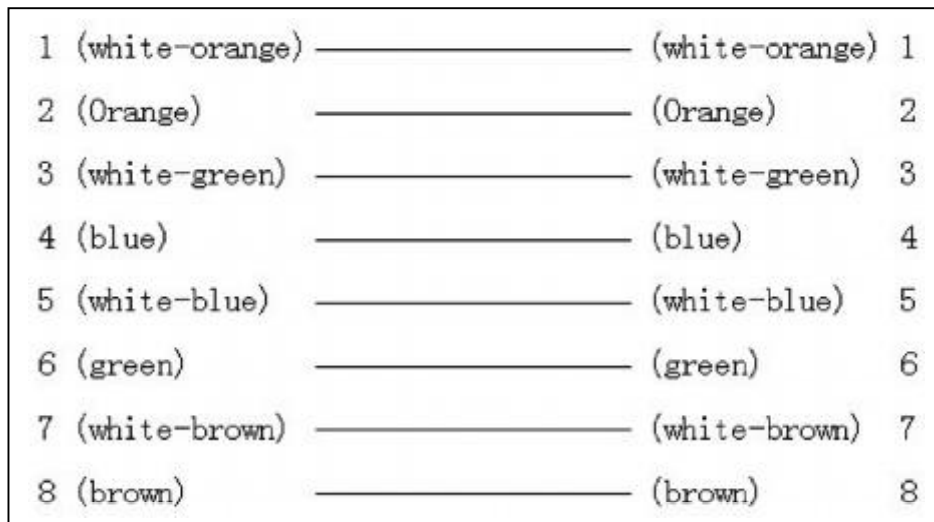 1 (white-orange) (white-orange) 1
2 (Orange) (Orange) 2
3 (white-green) (white-green) 3
4 (blue) (blue) 4
5 (white-blue) (white-blue) 5
6 (green) (green) 6
7 (white-brown) (white-brown) 7
8 (brown) (brown) 8